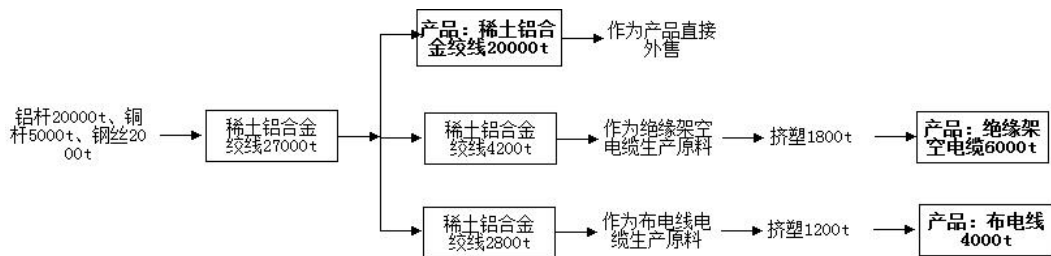 产品：稀土铝合
金绞线20000t
作为产品直接
外售
铝杆20000t、铜
杆5000t、钢丝20
00t
稀土铝合金
绞线27000t
稀土铝合金
绞线4200t
作为绝缘架空
电缆生产原料
挤塑1800t
产品：绝缘架
空电缆6000t
稀土铝合金
绞线2800t
作为布电线电
缆生产原料
挤塑1200t
产品：布电线
4000t